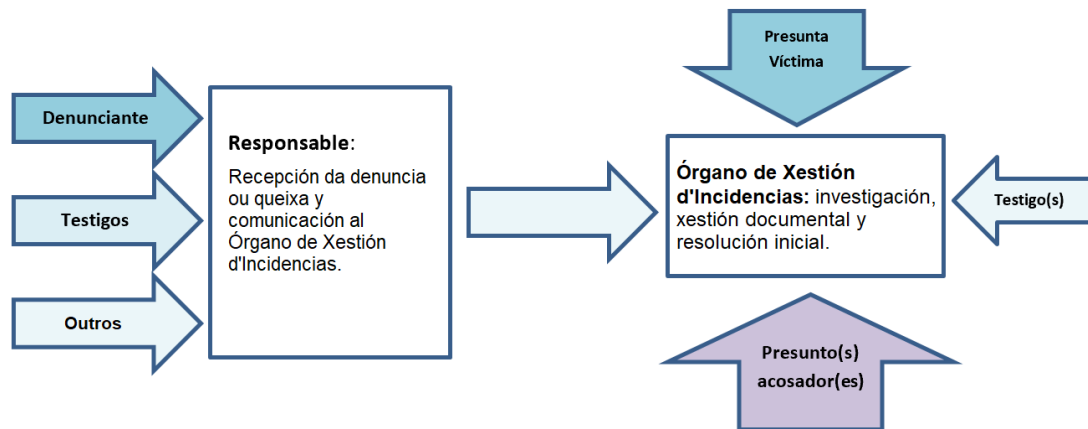 Denunciante
Testigos
Outros
Responsable:
Recepción da denuncia
ou queixa y
comunicación al
Órgano de Xestión
d'Incidencias.
Presunta
Víctima
Órgano de Xestión
d'Incidencias: investigación,
xestión documental y
resolución inicial.
Testigo(s)
Presunto(s)
acosador(es)